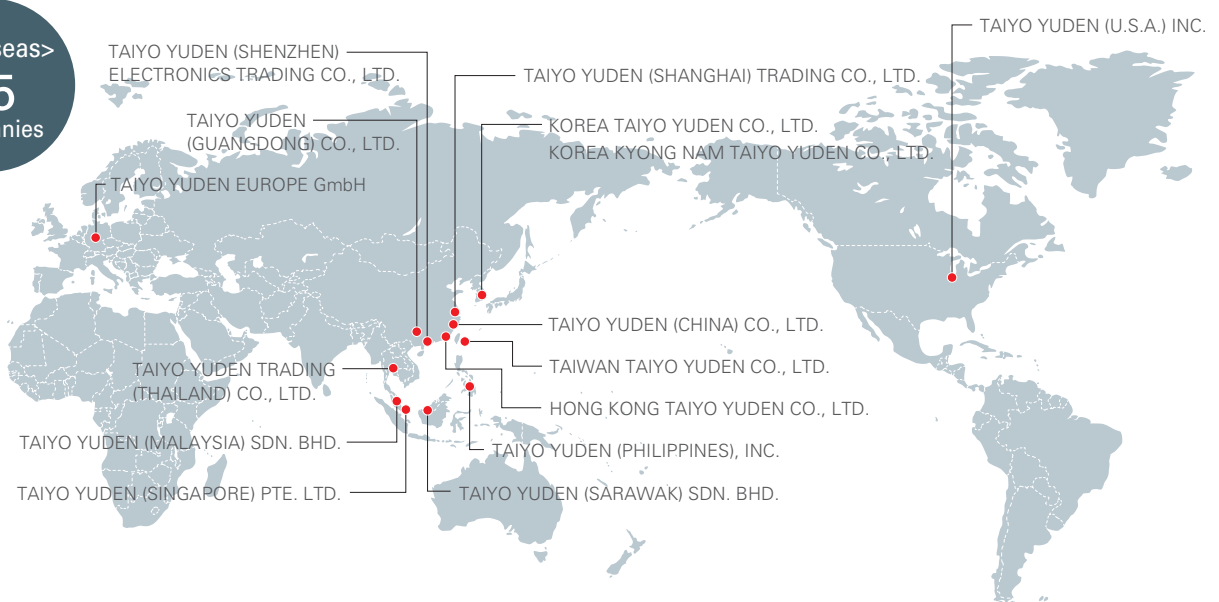 TAIYO YUDEN (U.S.A.) INC.
TAIYO YUDEN (SHENZHEN)
ELECTRONICS TRADING CO., LTD.
TAIYO YUDEN (SHANGHAI) TRADING CO., LTD.
TAIYO YUDEN
(GUANGDONG) CO., LTD.
KOREA TAIYO YUDEN CO., LTD.
KOREA KYONG NAM TAIYO YUDEN CO., LTD.
TAIYO YUDEN EUROPE GmbH
TAIYO YUDEN (CHINA) CO., LTD.
TAIWAN TAIYO YUDEN CO., LTD.
TAIYO YUDEN TRADING
(THAILAND) CO., LTD.
HONG KONG TAIYO YUDEN CO., LTD.
TAIYO YUDEN (MALAYSIA) SDN. BHD.
TAIYO YUDEN (PHILIPPINES), INC.
TAIYO YUDEN (SINGAPORE) PTE. LTD.
TAIYO YUDEN (SARAWAK) SDN. BHD.